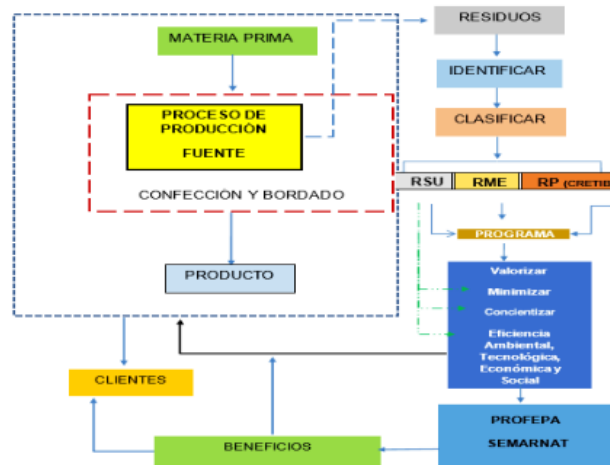 RESIDUOS
MATERIA PRIMA
IDENTIFICAR
PROCESO DE
PRODUCCIÓN
FUENTE
CLASIFICAR
CONFECCIÓN Y BORDADO
RSU
RME
RP (CRETIB
PROGRAMA
PRODUCTO
Valorizar
Minimizar
Concientizar
Eficiencia
Ambiental,
Tecnológica,
Económica y
Social
CLIENTES
PROFEPA
SEMARNAT
BENEFICIOS